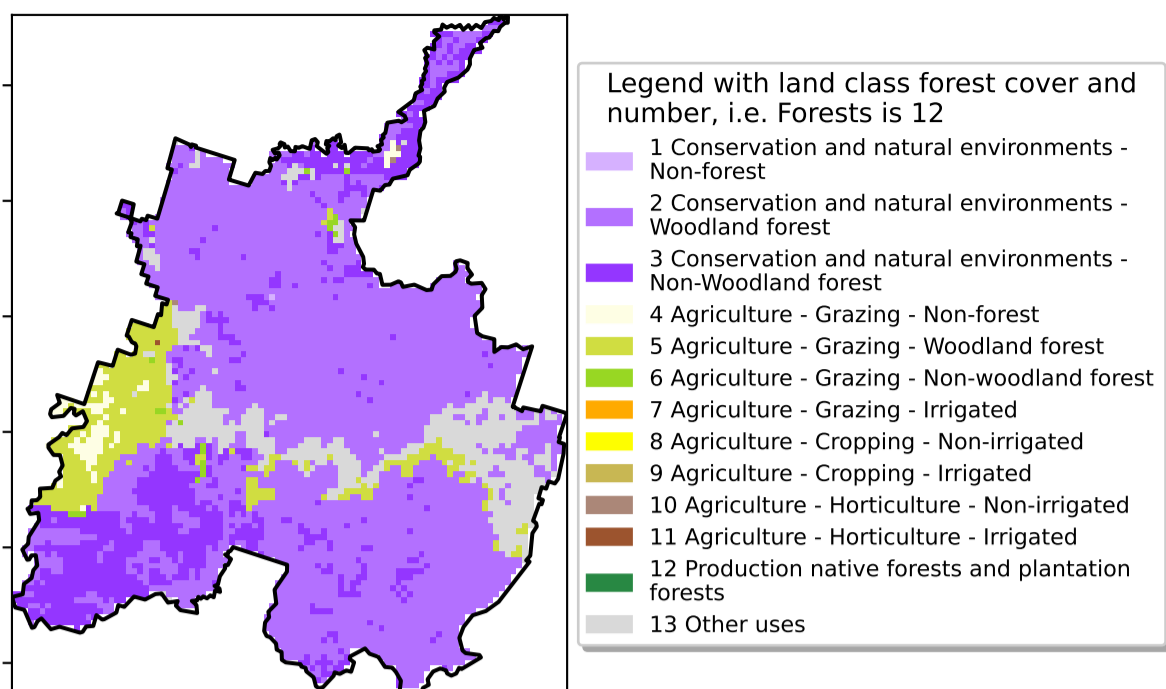 Legend with land class forest cover and
number, i.e. Forests is 12
1 Conservation and natural environments -
Non-forest
2 Conservation and natural environments -
Woodland forest
3 Conservation and natural environments -
Non-Woodland forest
4 Agriculture - Grazing - Non-forest
5 Agriculture - Grazing - Woodland forest
6 Agriculture - Grazing - Non-woodland forest
7 Agriculture - Grazing - Irrigated
8 Agriculture - Cropping - Non-irrigated
9 Agriculture - Cropping - Irrigated
10 Agriculture - Horticulture - Non-irrigated
11 Agriculture - Horticulture - Irrigated
12 Production native forests and plantation
forests
13 Other uses